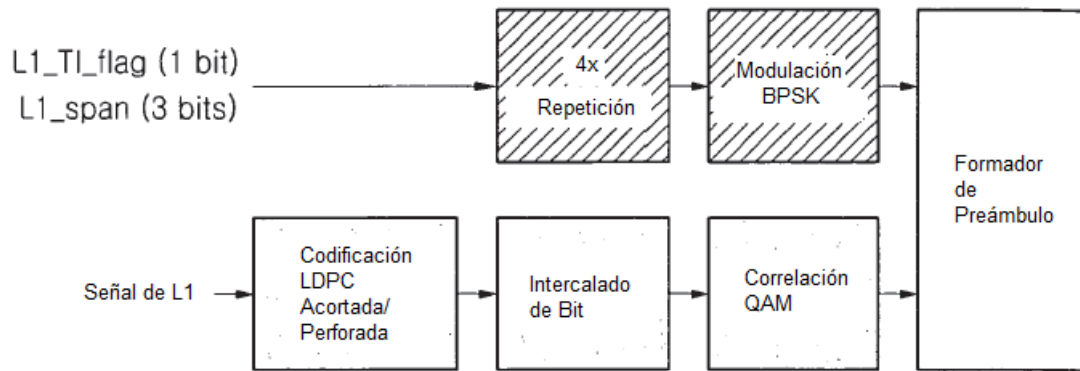 L1_TI_flag (1 bit)
L1_span (3 bits)
4x
Repetición
Modulación
BPSK
Formador
de
Preámbulo
Señal de L1
Codificación
LDPC
Acortada/
Perforada
Intercalado
de Bit
Correlación
QAM